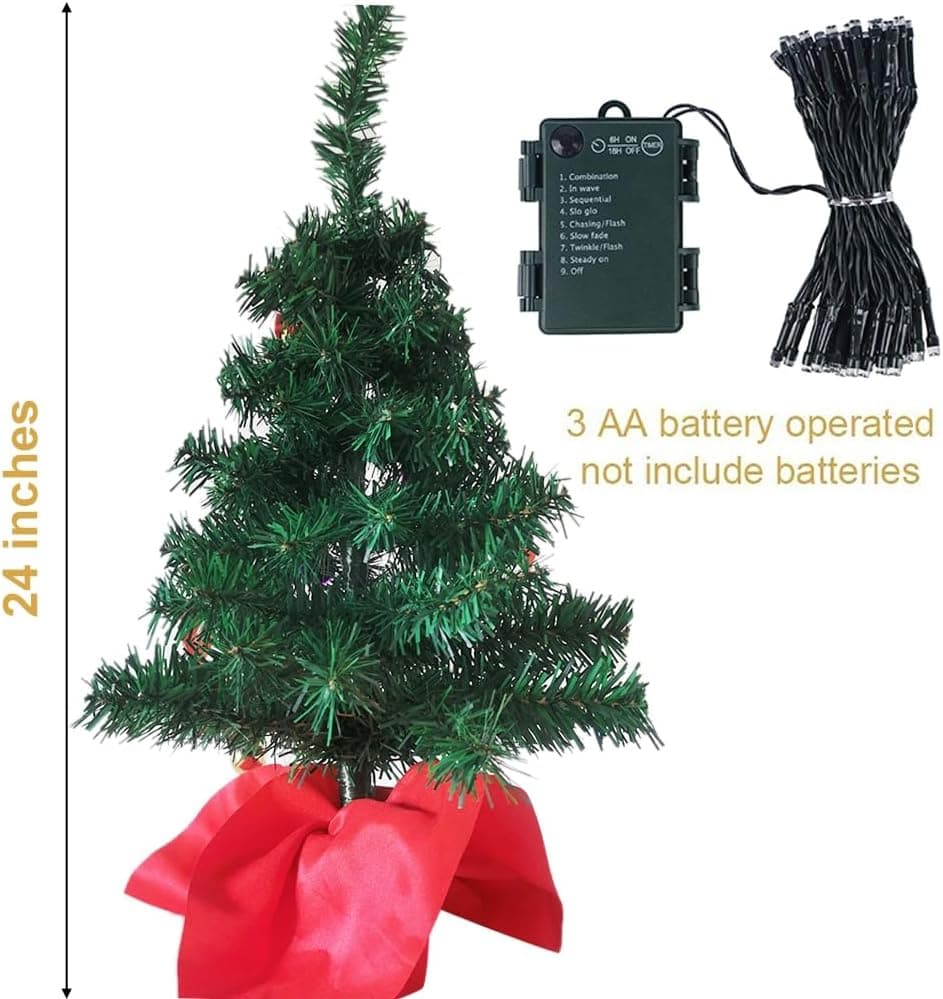 24 inches
6H ON
18H OFF
TIMER
1. Combination
2. In wave
3. Sequential
4. Slo glo
5. Chasing/Flash
6. Slow fade
7. Twinkle/Flash
8. Steady on
9. Off
3 AA battery operated
not include batteries